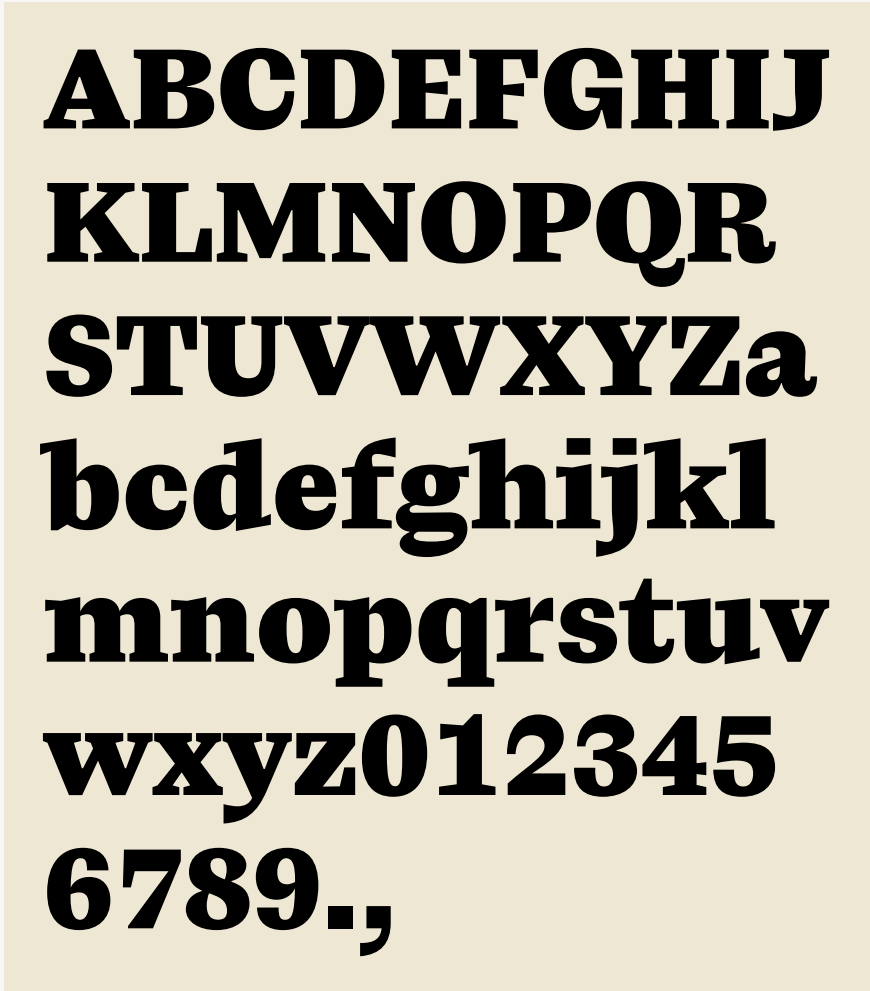 ABCDEFGHIJ
KLMNOPQR
STUVWXYZa
bcdefghijkl
mnopqrstuv
wxyz012345
6789.,